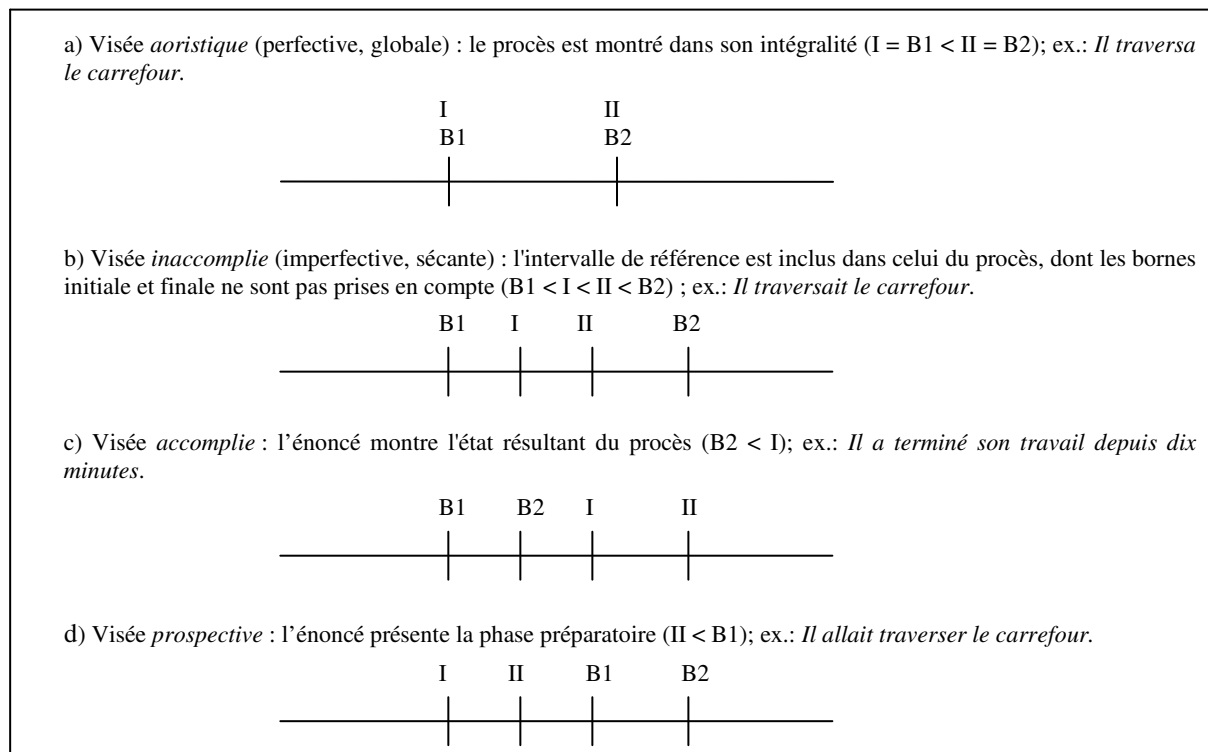 a) Visée aoristique (perfective, globale) : le procès est montré dans son intégralité (I = B1 < II = B2); ex.: Il traversa
le carrefour.
I II
B1 B2
b) Visée inaccomplie (imperfective, sécante) : l'intervalle de référence est inclus dans celui du procès, dont les bornes
initiale et finale ne sont pas prises en compte (B1 < I < II < B2) ; ex.: Il traversait le carrefour.
B1 I II B2
c) Visée accomplie : l’énoncé montre l'état résultant du procès (B2 < I); ex.: Il a terminé son travail depuis dix
minutes.
B1 B2 I II
d) Visée prospective : l’énoncé présente la phase préparatoire (II < B1); ex.: Il allait traverser le carrefour.
I II B1 B2